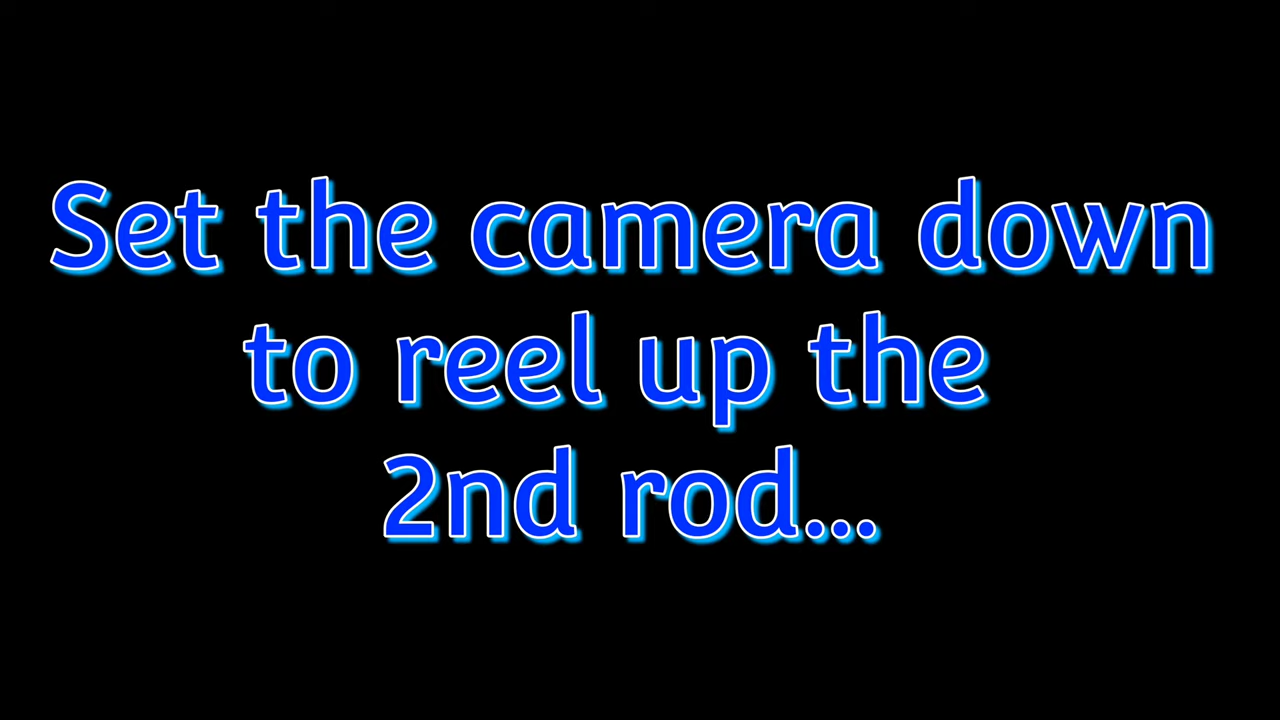 Set the camera down
to reel up the
2nd rod...